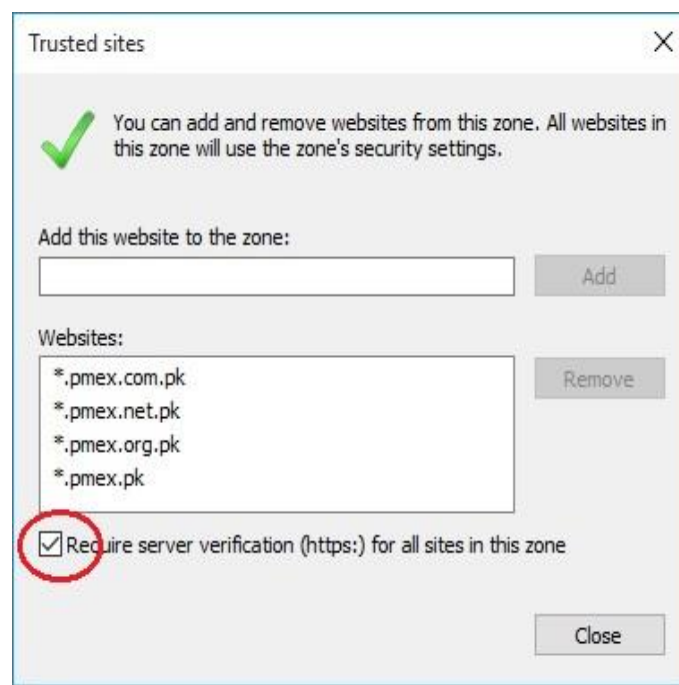 Trusted sites
You can add and remove websites from this zone. All websites in
this zone will use the zone's security settings.
Add this website to the zone:
Add
Websites:
*.pmex.com.pk
*.pmex.net.pk
*.pmex.org.pk
*.pmex.pk
Remove
Require server verification (https:) for all sites in this zone
Close